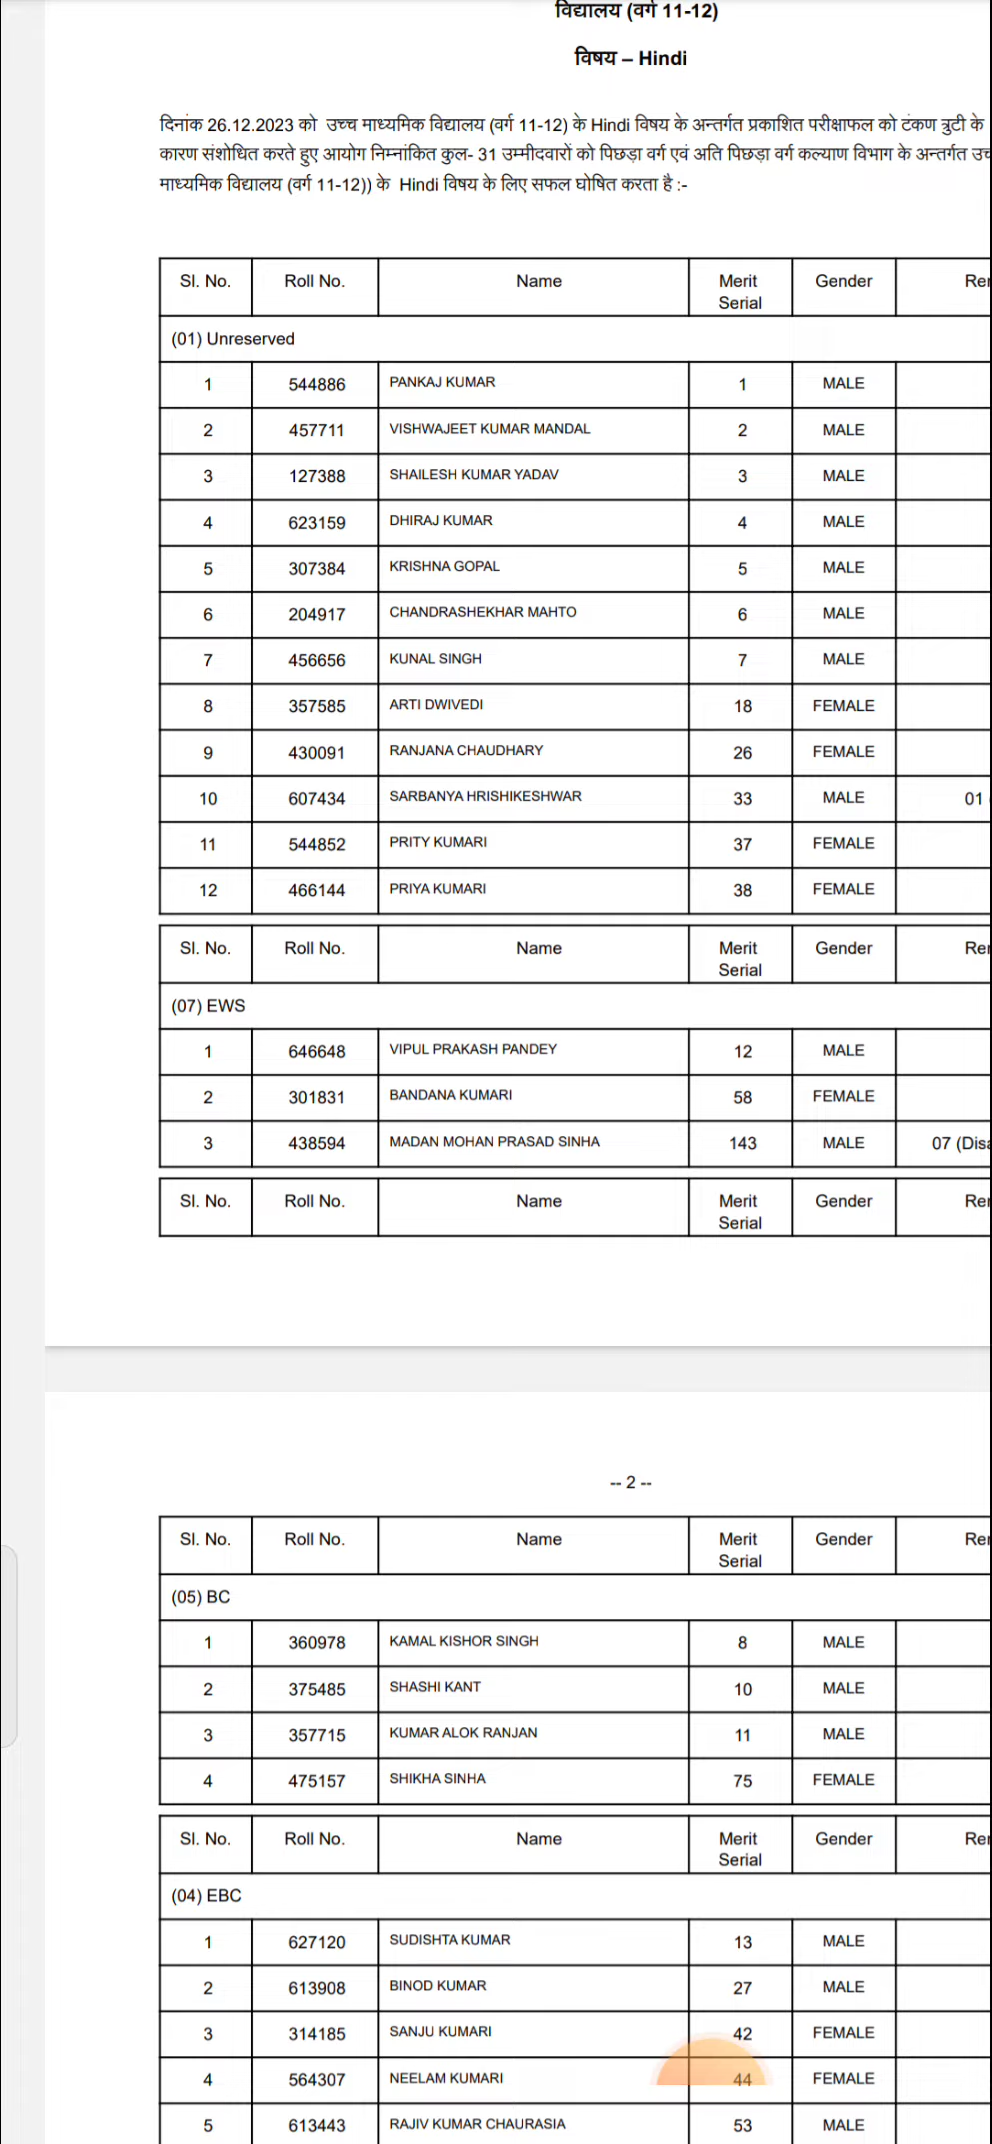 विद्यालय (वर्ग 11-12)
विषय – Hindi
दिनांक 26.12.2023 को उच्च माध्यमिक विद्यालय (वर्ग 11-12) के Hindi विषय के अन्तर्गत प्रकाशित परीक्षाफल को टंकण त्रुटी के
कारण संशोधित करते हुए आयोग निम्नांकित कुल- 31 उम्मीदवारों को पिछड़ा वर्ग एवं अति पिछड़ा वर्ग कल्याण विभाग के अन्तर्गत
माध्यमिक विद्यालय (वर्ग 11-12)) के Hindi विषय के लिए सफल घोषित करता है :-
Sl. No. Roll No. Name Merit Serial Gender
(01) Unreserved
1 544886 PANKAJ KUMAR 1 MALE
2 457711 VISHWAJEET KUMAR MANDAL 2 MALE
3 127388 SHAILESH KUMAR YADAV 3 MALE
4 623159 DHIRAJ KUMAR 4 MALE
5 307384 KRISHNA GOPAL 5 MALE
6 204917 CHANDRASHEKHAR MAHTO 6 MALE
7 456656 KUNAL SINGH 7 MALE
8 357585 ARTI DWIVEDI 18 FEMALE
9 430091 RANJANA CHAUDHARY 26 FEMALE
10 607434 SARBANYA HRISHIKESHWAR 33 MALE 01
11 544852 PRITY KUMARI 37 FEMALE
12 466144 PRIYA KUMARI 38 FEMALE
Sl. No. Roll No. Name Merit Serial Gender
(07) EWS
1 646648 VIPUL PRAKASH PANDEY 12 MALE
2 301831 BANDANA KUMARI 58 FEMALE
3 438594 MADAN MOHAN PRASAD SINHA 143 MALE 07
Sl. No. Roll No. Name Merit Serial Gender
-- 2 --
Sl. No. Roll No. Name Merit Serial Gender
(05) BC
1 360978 KAMAL KISHOR SINGH 8 MALE
2 375485 SHASHI KANT 10 MALE
3 357715 KUMAR ALOK RANJAN 11 MALE
4 475157 SHIKHA SINHA 75 FEMALE
Sl. No. Roll No. Name Merit Serial Gender
(04) EBC
1 627120 SUDISHTA KUMAR 13 MALE
2 613908 BINOD KUMAR 27 MALE
3 314185 SANJU KUMARI 42 FEMALE
4 564307 NEELAM KUMARI 44 FEMALE
5 613443 RAJIV KUMAR CHAURASIA 53 MALE